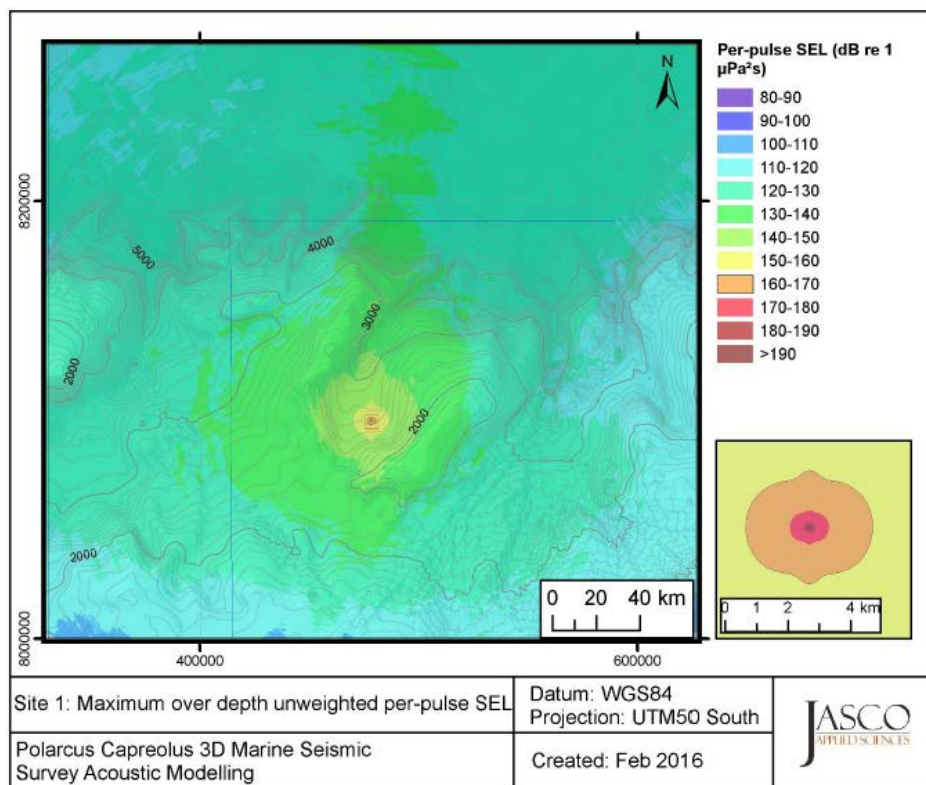 N
8200000
8000000
400000
600000
5000
4000
3000
2000
2000
2000
0 20 40 km
Per-pulse SEL (dB re 1
µPa²s)
80-90
90-100
100-110
110-120
120-130
130-140
140-150
150-160
160-170
170-180
180-190
>190
0 1 2 4 km
Site 1: Maximum over depth unweighted per-pulse SEL
Polarcus Capreolus 3D Marine Seismic
Survey Acoustic Modelling
Datum: WGS84
Projection: UTM50 South
Created: Feb 2016
JASCO
APPLIED SCIENCES